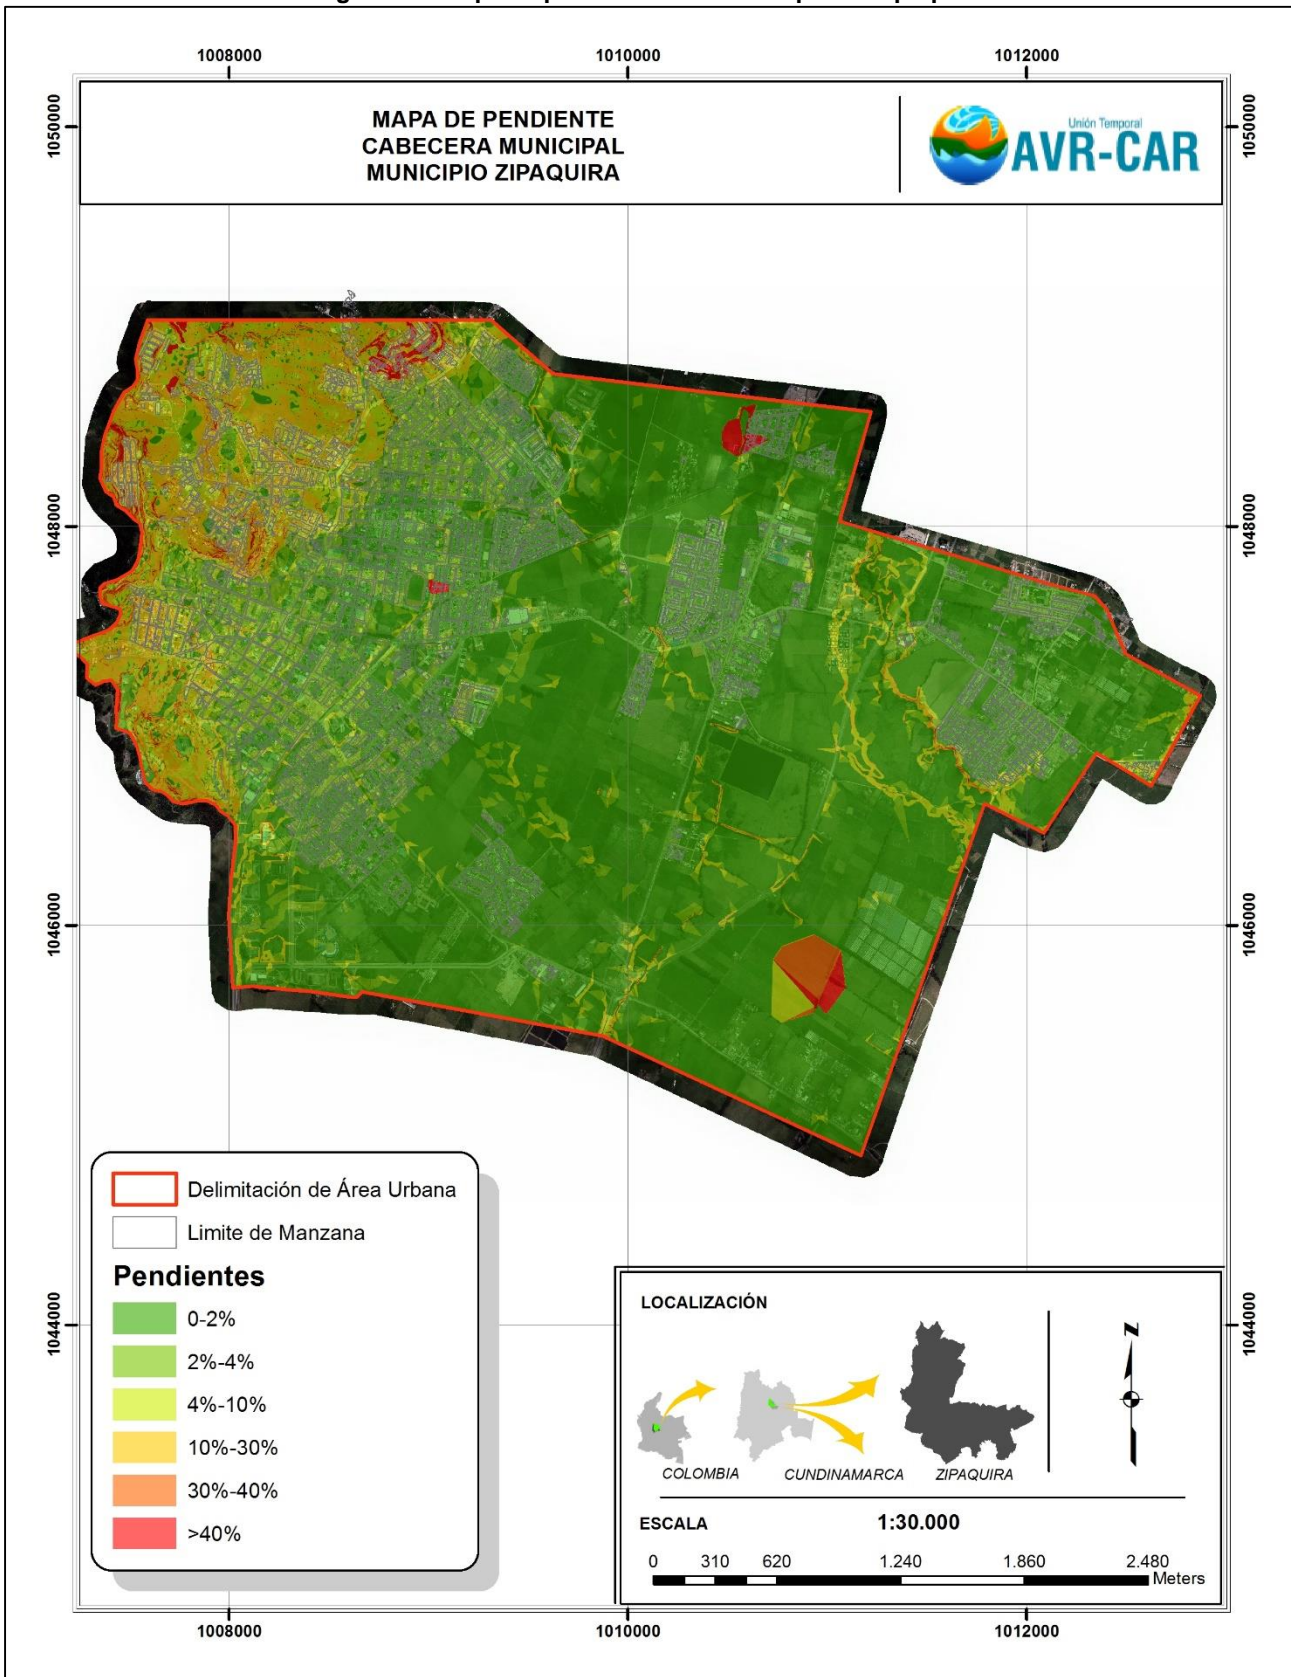 1008000 1010000 1012000
1050000 1050000
MAPA DE PENDIENTE
CABECERA MUNICIPAL
MUNICIPIO ZIPAQUIRA
Unión Temporal
AVR-CAR
1048000 1048000
1046000 1046000
Delimitación de Área Urbana
Limite de Manzana
Pendientes
0-2%
2%-4%
4%-10%
10%-30%
30%-40%
>40%
1044000 1044000
LOCALIZACIÓN
N
COLOMBIA CUNDINAMARCA ZIPAQUIRA
ESCALA 1:30.000
0 310 620 1.240 1.860 2.480
Meters
1008000 1010000 1012000